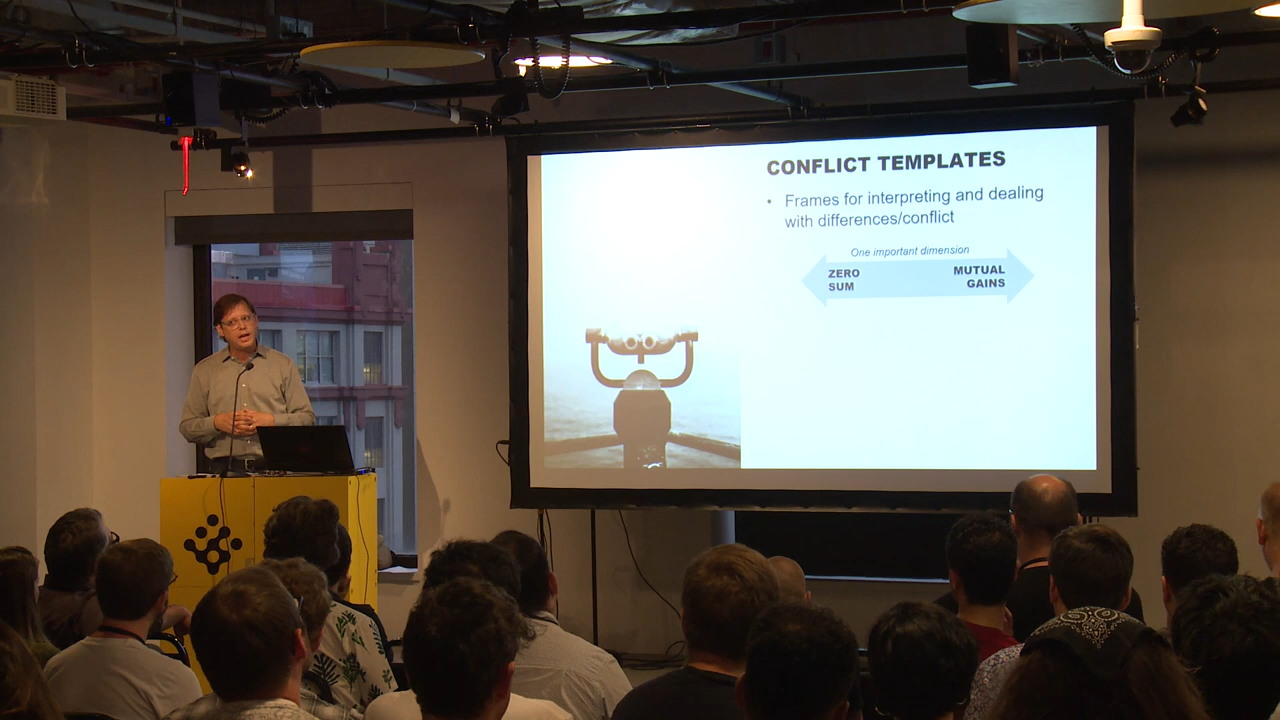 CONFLICT TEMPLATES
• Frames for interpreting and dealing
with differences/conflict
One important dimension
ZERO
SUM
MUTUAL
GAINS